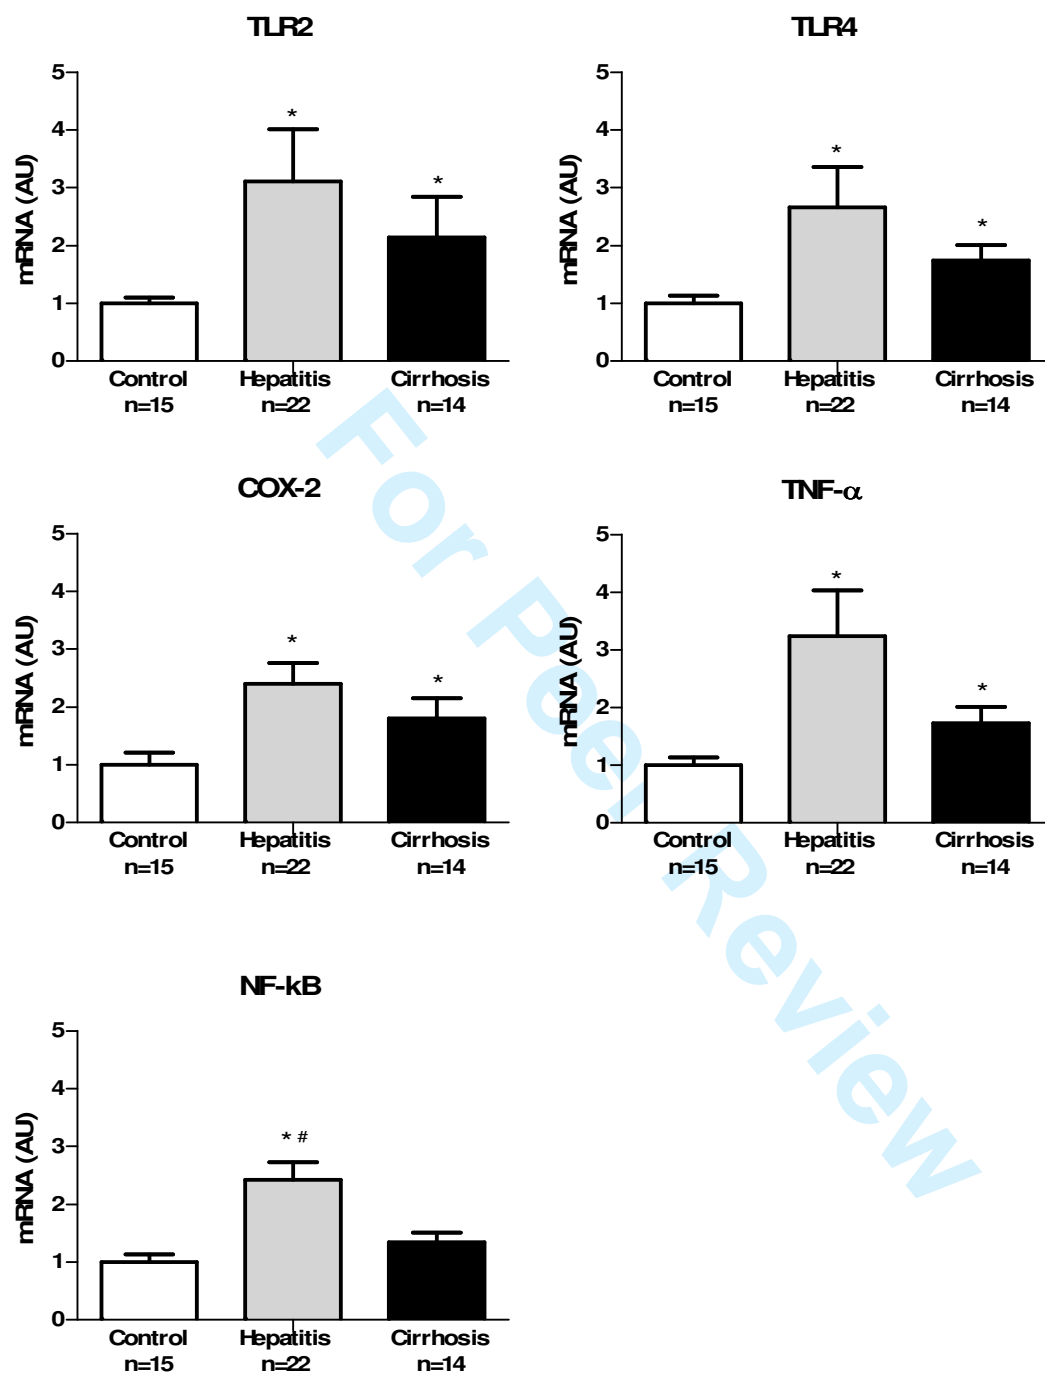 TLR2
TLR4
5
4
3
2
1
0
mRNA (AU)
*
*
Control
n=15
Hepatitis
n=22
Cirrhosis
n=14
5
4
3
2
1
0
mRNA (AU)
*
*
Control
n=15
Hepatitis
n=22
Cirrhosis
n=14
COX-2
TNF-α
5
4
3
2
1
0
mRNA (AU)
*
*
Control
n=15
Hepatitis
n=22
Cirrhosis
n=14
5
4
3
2
1
0
mRNA (AU)
*
*
Control
n=15
Hepatitis
n=22
Cirrhosis
n=14
NF-kB
5
4
3
2
1
0
mRNA (AU)
* #
Control
n=15
Hepatitis
n=22
Cirrhosis
n=14
For Peer Review